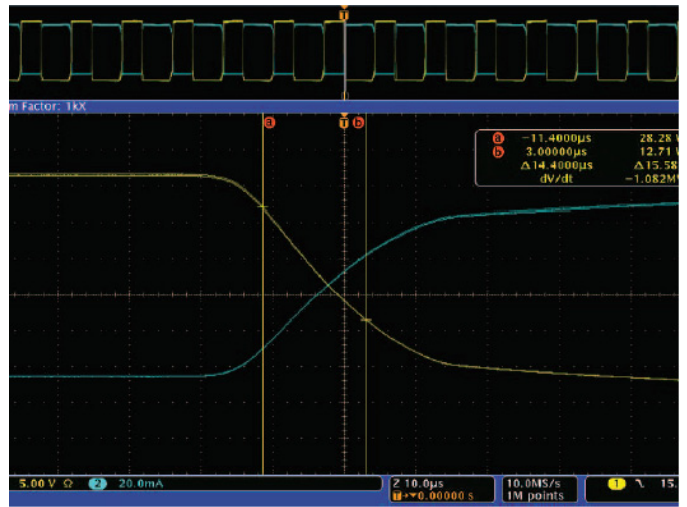 T
m Factor: 1kX
a T b
a −11.4000µs 28.28
b 3.00000µs 12.71
Δ14.4000µs Δ15.58
dV/dt −1.082M
5.00 V Ω 2 20.0mA Z 10.0µs 10.0MS/s 1 15.
T→▼0.00000 s 1M points